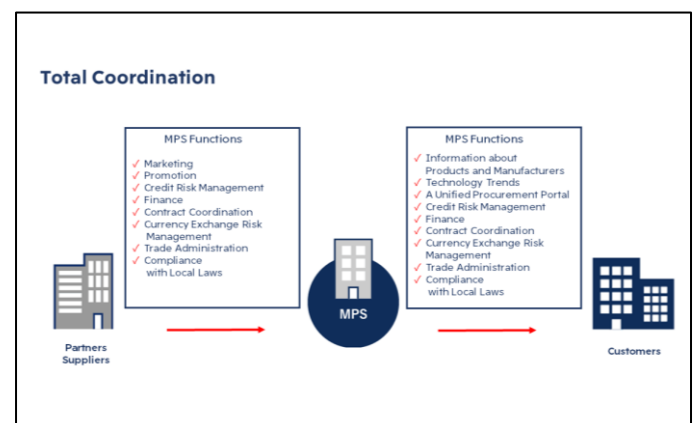 Total Coordination
MPS Functions
✓ Marketing
✓ Promotion
✓ Credit Risk Management
✓ Finance
✓ Contract Coordination
✓ Currency Exchange Risk
Management
✓ Trade Administration
✓ Compliance
with Local Laws
MPS Functions
✓ Information about
Products and Manufacturers
✓ Technology Trends
✓ A Unified Procurement Portal
✓ Credit Risk Management
✓ Finance
✓ Contract Coordination
✓ Currency Exchange Risk
Management
✓ Trade Administration
✓ Compliance
with Local Laws
Partners
Suppliers
MPS
Customers